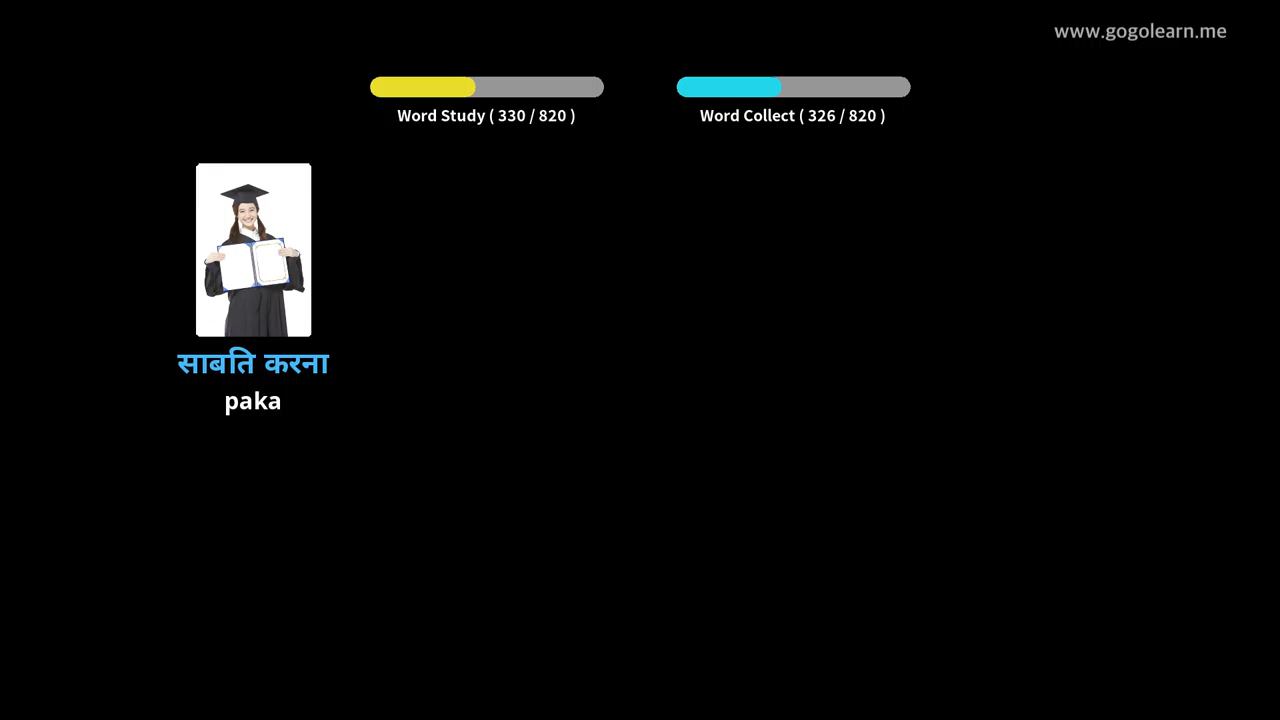 www.gogolearn.me
Word Study ( 330 / 820 )
Word Collect ( 326 / 820 )
साबति करना
paka